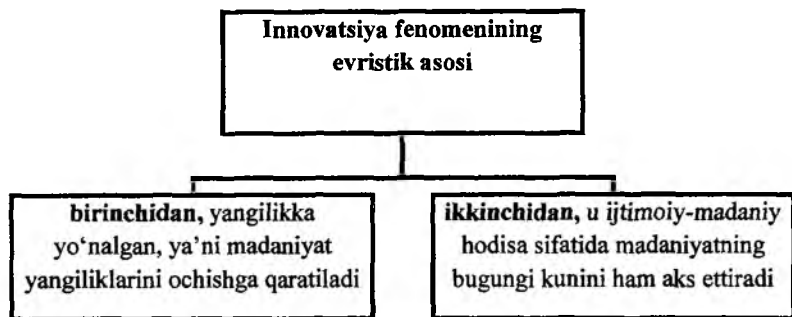 Innovatsiya fenomenining
evristik asosi
birinchidan, yangilikka
yo‘nalgan, ya'ni madaniyat
yangiliklarini ochishga qaratiladi
ikkinchidan, u ijtimoiy-madaniy
hodisa sifatida madaniyatning
bugungi kunini ham aks ettiradi